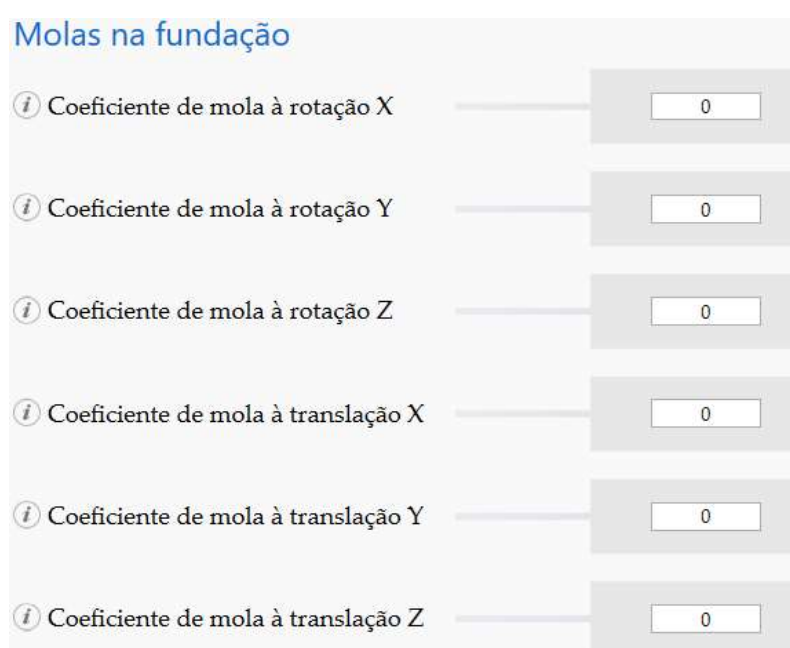 Molas na fundação
i Coeficiente de mola à rotação X 0
i Coeficiente de mola à rotação Y 0
i Coeficiente de mola à rotação Z 0
i Coeficiente de mola à translação X 0
i Coeficiente de mola à translação Y 0
i Coeficiente de mola à translação Z 0